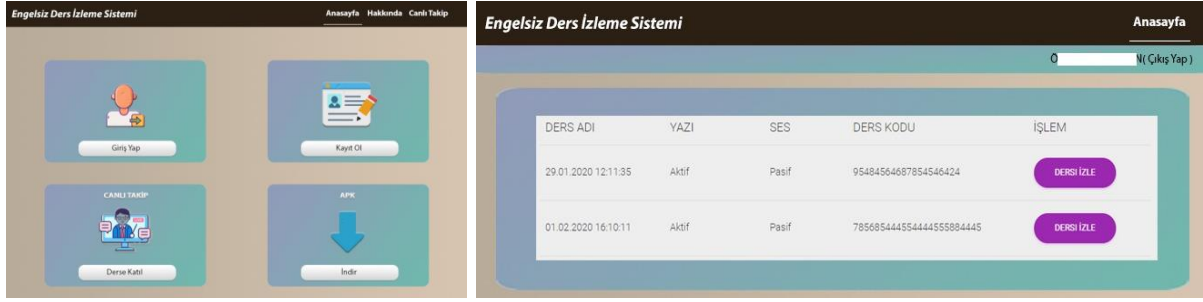 Engelsiz Ders İzleme Sistemi
Anasayfa Hakkında Canlı Takip
Giriş Yap
Kayıt Ol
CANLI TAKİP
APK
Derse Katıl
İndir
Engelsiz Ders İzleme Sistemi
Anasayfa
Ö N( Çıkış Yap )
DERS ADI YAZI SES DERS KODU İŞLEM
29.01.2020 12:11:35 Aktif Pasif 95484564687854546424 DERSI İZLE
01.02.2020 16:10:11 Aktif Pasif 785685444554444555884445 DERSI İZLE